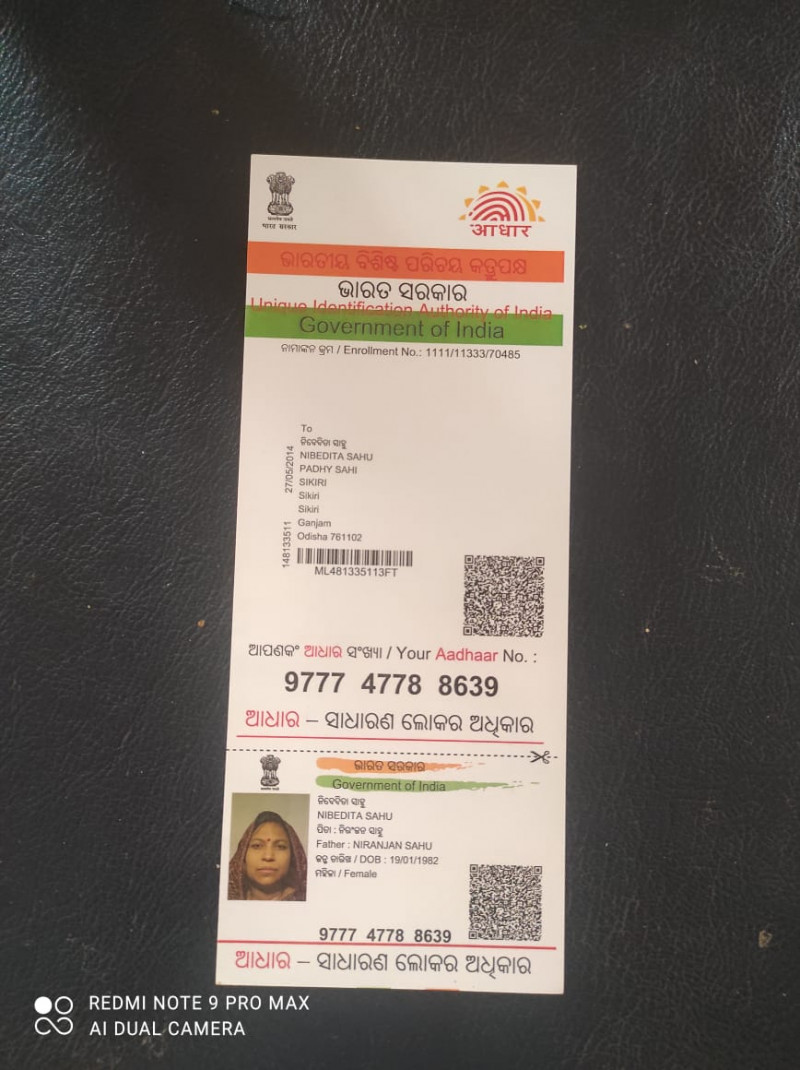 भारत सरकार
आधार
ଭାରତୀୟ ବିଶିଷ୍ଟ ପରିଚୟ କର୍ତ୍ତୃପକ୍ଷ
ଭାରତ ସରକାର
Unique Identification Authority of India
Government of India
ନାମାଙ୍କନ କ୍ରମ / Enrollment No.: 1111/11333/70485
To
ନିବେଦିତା ସାହୁ
NIBEDITA SAHU
PADHY SAHI
SIKIRI
Sikiri
Sikiri
Ganjam
Odisha 761102
27/05/2014
148133511
ML481335113FT
ଆପଣଙ୍କ ଆଧାର ସଂଖ୍ୟା / Your Aadhaar No. :
9777 4778 8639
ଆଧାର – ସାଧାରଣ ଲୋକର ଅଧିକାର
ଭାରତ ସରକାର
Government of India
ନିବେଦିତା ସାହୁ
NIBEDITA SAHU
ପିତା : ନିରଂଜନ ସାହୁ
Father : NIRANJAN SAHU
ଜନ୍ମ ତାରିଖ / DOB : 19/01/1982
ମହିଳା / Female
9777 4778 8639
ଆଧାର – ସାଧାରଣ ଲୋକର ଅଧିକାର
REDMI NOTE 9 PRO MAX
AI DUAL CAMERA